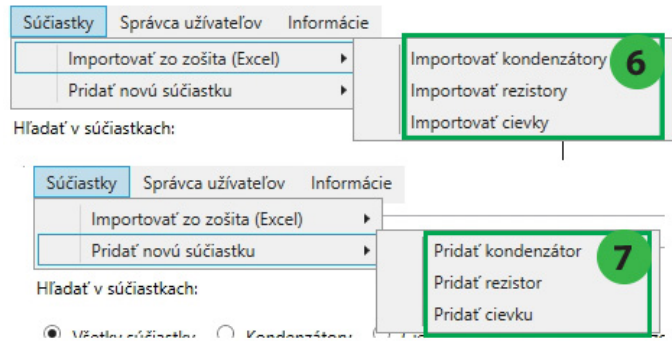 Súčiastky Správca užívateľov Informácie
Importovať zo zošita (Excel)
Importovať kondenzátory
6
Importovať rezistory
Pridať novú súčiastku
Importovať cievky
Hľadať v súčiastkach:
Súčiastky Správca užívateľov Informácie
Importovať zo zošita (Excel)
Pridať novú súčiastku
Pridať kondenzátor
7
Pridať rezistor
Hľadať v súčiastkach:
Pridať cievku
Všetky súčiastky Kondenzátory